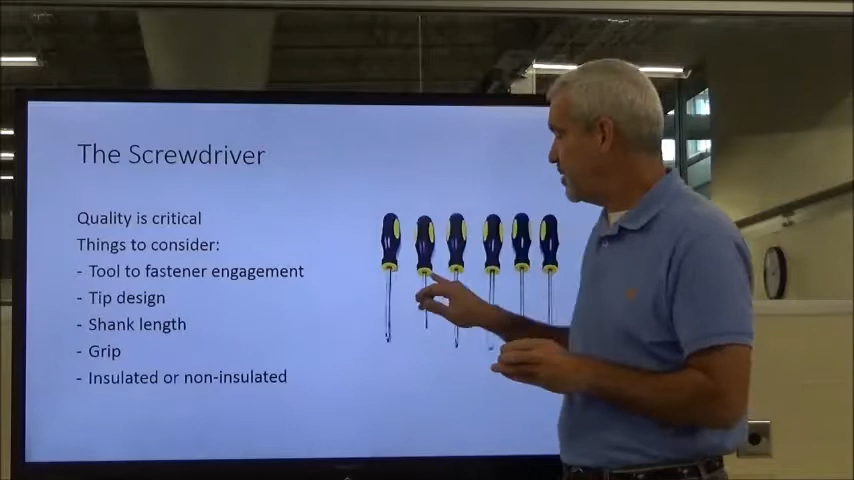 The Screwdriver
Quality is critical
Things to consider:
- Tool to fastener engagement
- Tip design
- Shank length
- Grip
- Insulated or non-insulated